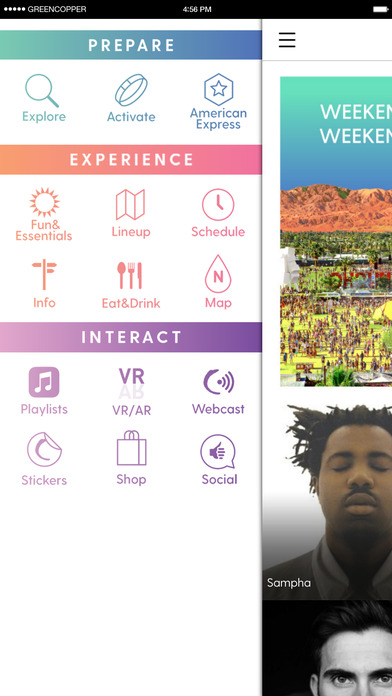 GREENCOPPER
4:56 PM
PREPARE
Explore
Activate
American
Express
EXPERIENCE
Fun&
Essentials
Lineup
Schedule
Info
Eat&Drink
N
Map
INTERACT
Playlists
VR
AR
VR/AR
Webcast
Stickers
Shop
Social
WEEKEN
WEEKEN
Sampha